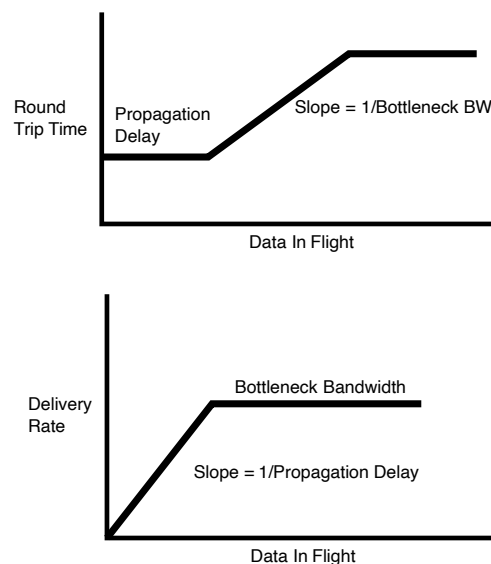 Round
Trip Time
Propagation
Delay
Slope = 1/Bottleneck BW
Data In Flight
Bottleneck Bandwidth
Delivery
Rate
Slope = 1/Propagation Delay
Data In Flight